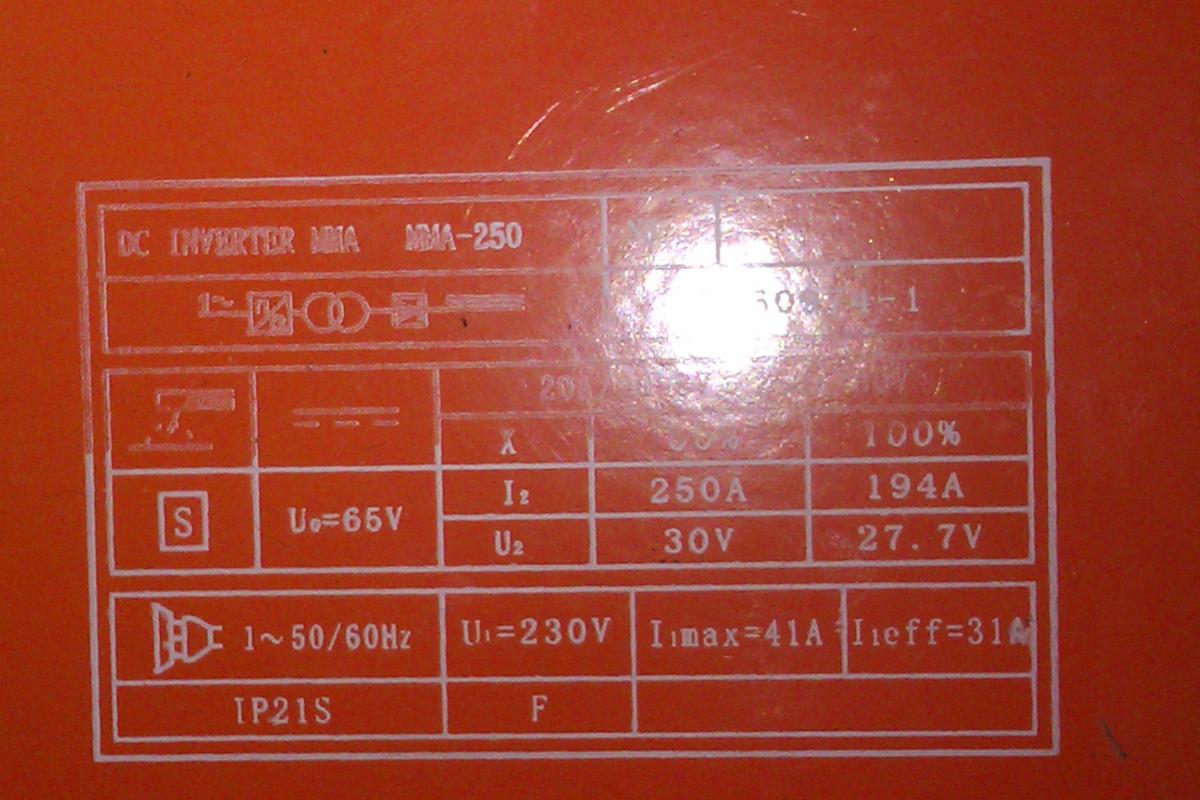 DC INVERTER MMA MMA-250
1~
X 100%
I₂ 250A 194A
S U₀=65V
U₂ 30V 27.7V
1~50/60Hz U₁=230V I₁max=41A I₁eff=31A
IP21S F